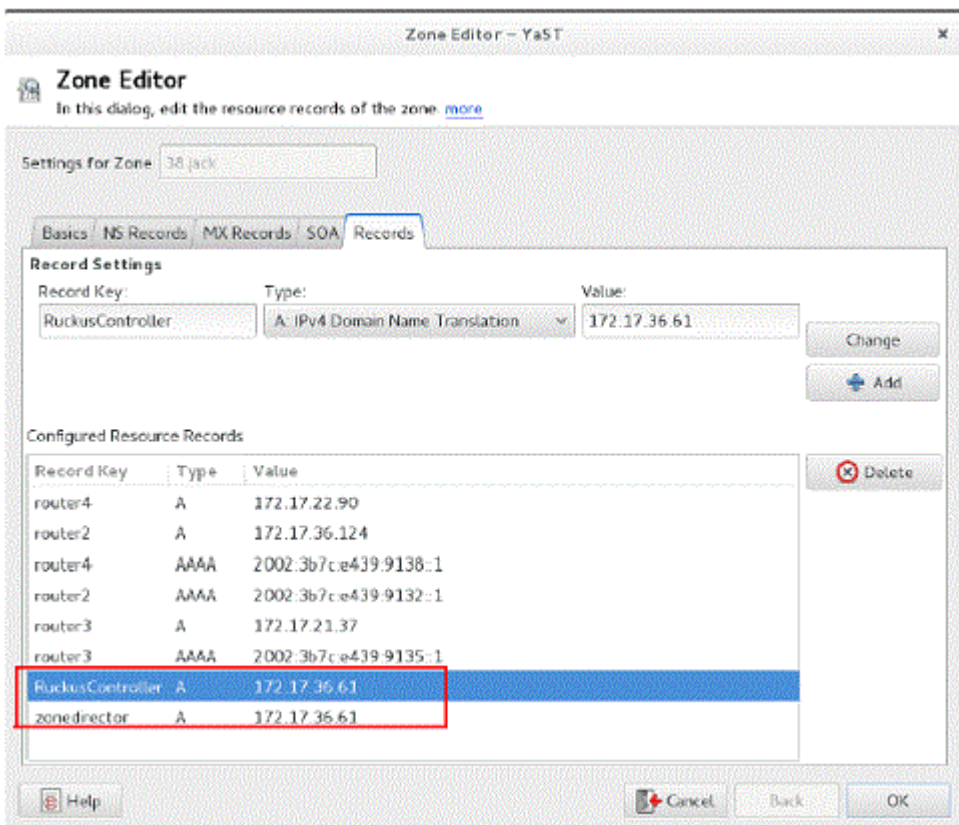 Zone Editor – YaST
Zone Editor
In this dialog, edit the resource records of the zone. more
Settings for Zone 38.jack
Basics NS Records MX Records SOA Records
Record Settings
Record Key: Type: Value:
RuckusController A: IPv4 Domain Name Translation 172.17.36.61
Change
Add
Configured Resource Records
Record Key Type Value
Delete
router4 A 172.17.22.90
router2 A 172.17.36.124
router4 AAAA 2002:3b7c:e439:9138::1
router2 AAAA 2002:3b7c:e439:9132::1
router3 A 172.17.21.37
router3 AAAA 2002:3b7c:e439:9135::1
RuckusController A 172.17.36.61
zonedirector A 172.17.36.61
Help Cancel Back OK